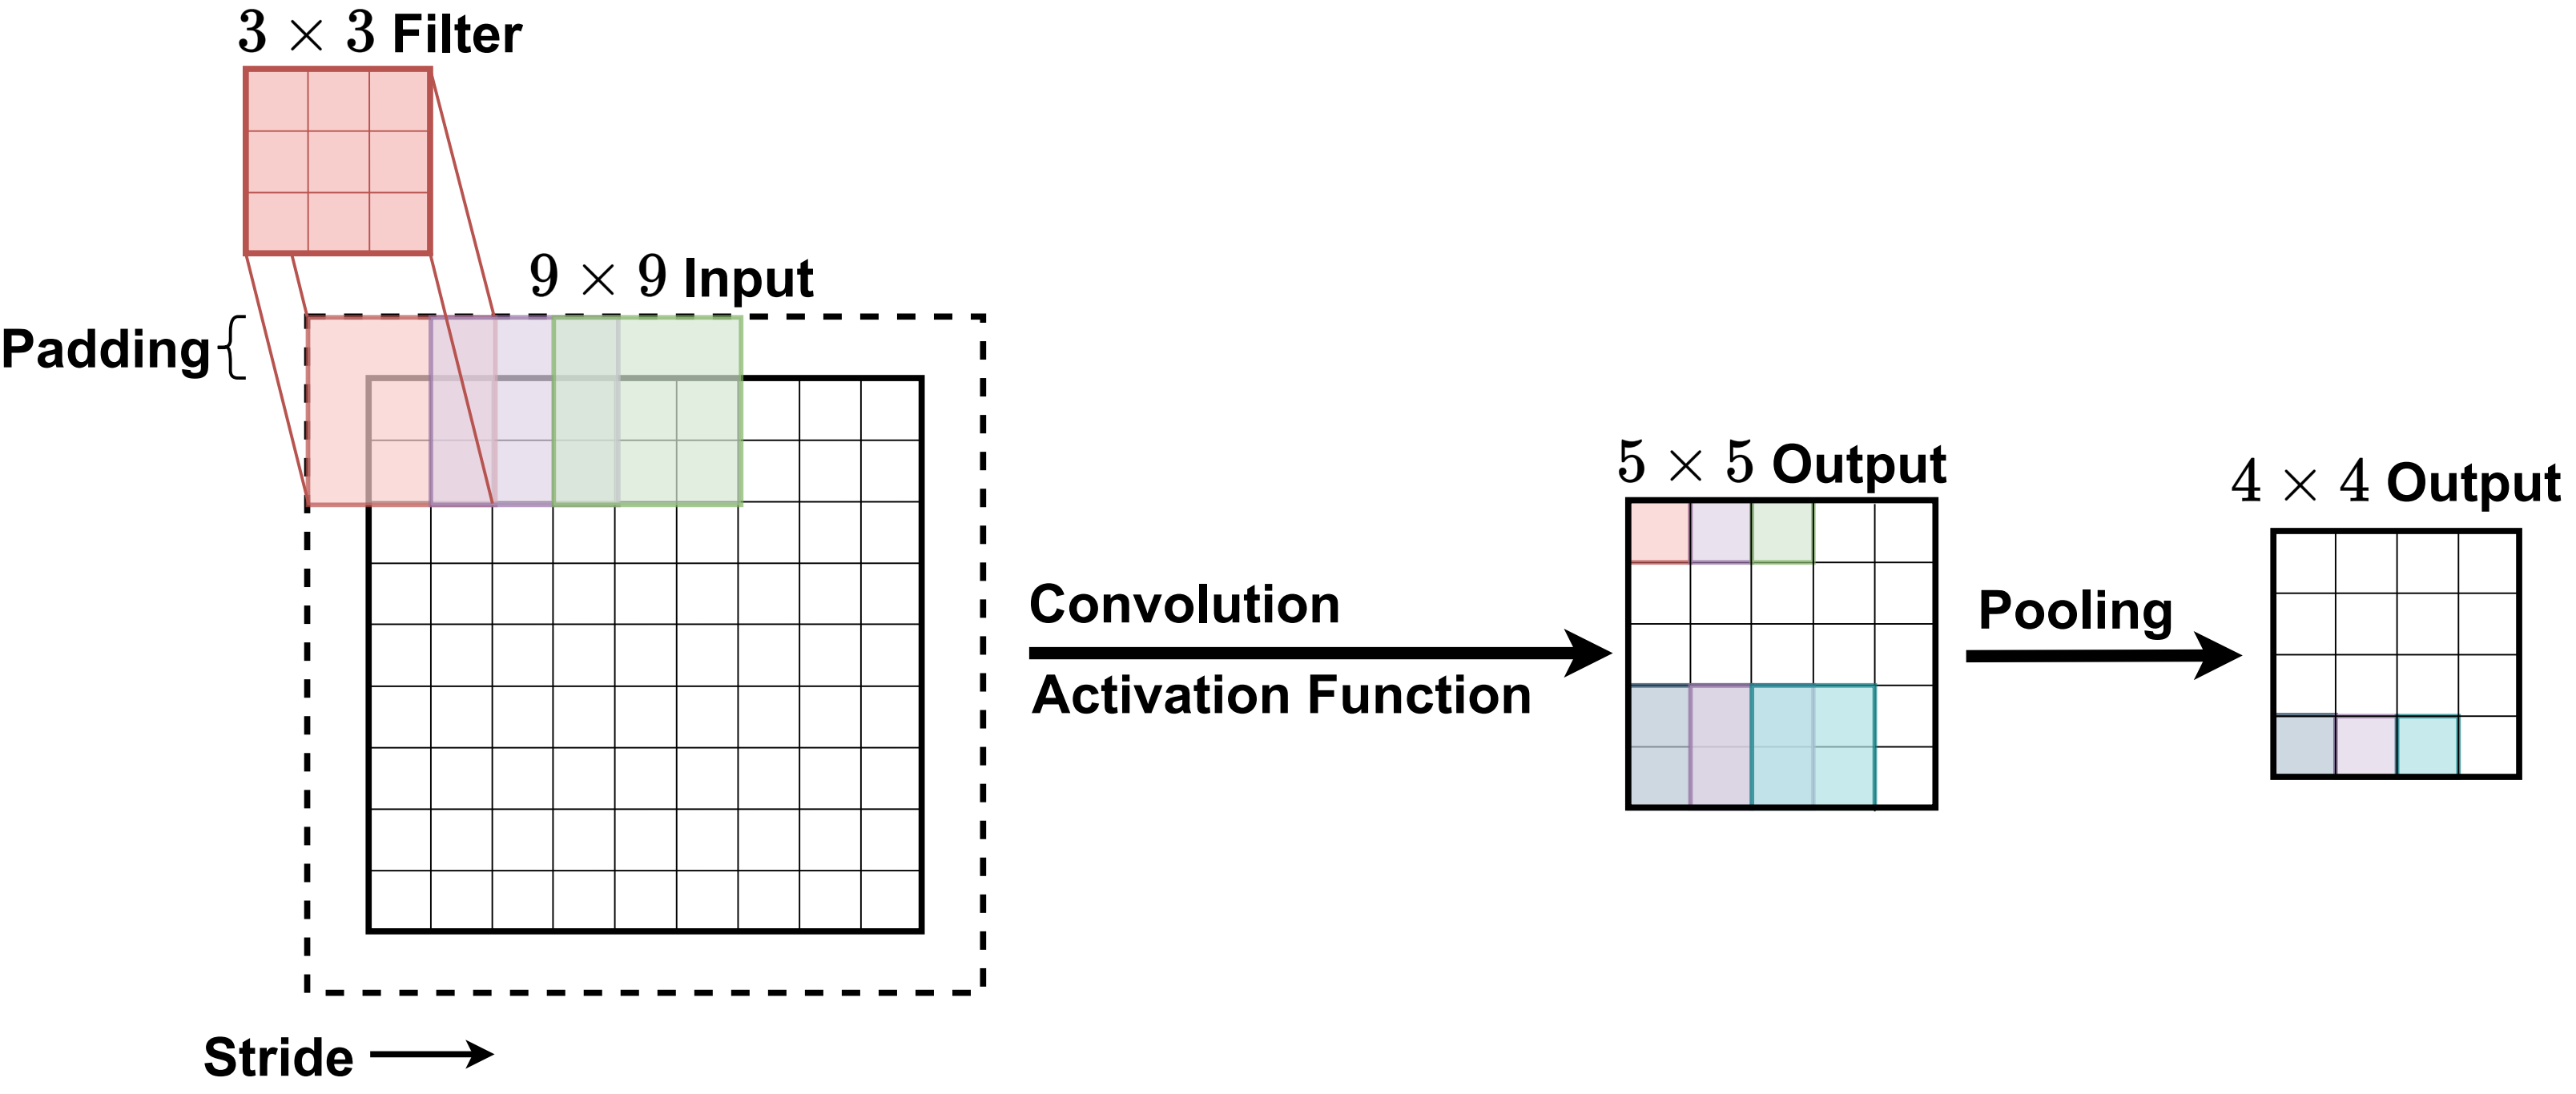 3 × 3 Filter
9 × 9 Input
Padding
5 × 5 Output
4 × 4 Output
Convolution
Activation Function
Pooling
Stride